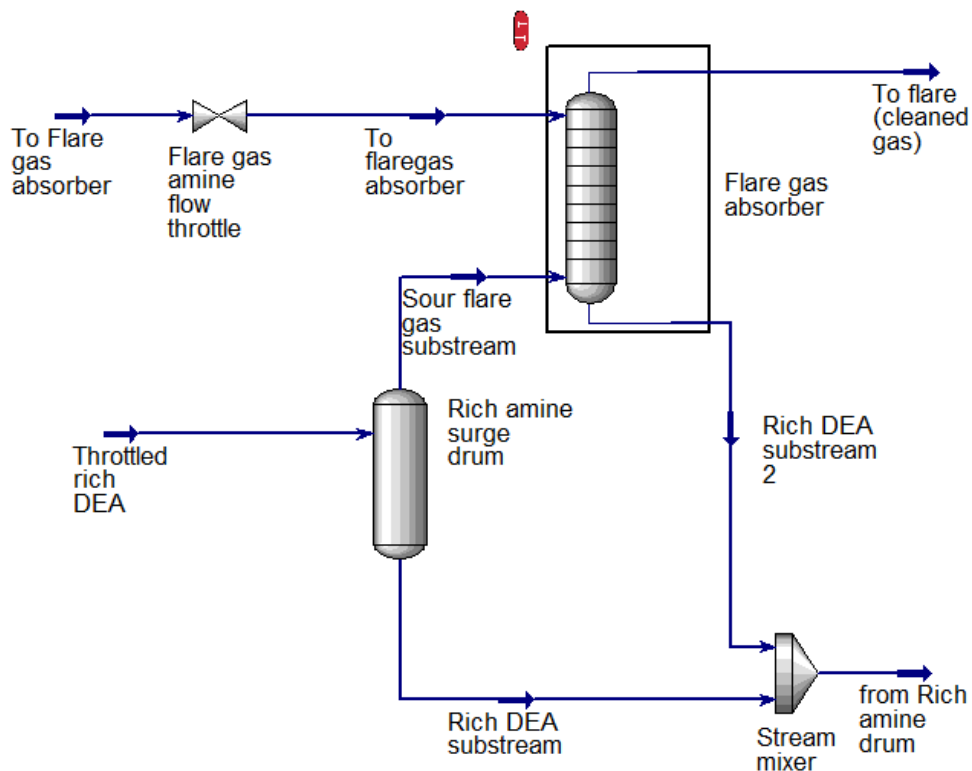 To Flare
gas
absorber
Flare gas
amine
flow
throttle
To
flaregas
absorber
To flare
(cleaned
gas)
Flare gas
absorber
Sour flare
gas
substream
Throttled
rich
DEA
Rich amine
surge
drum
Rich DEA
substream
2
Rich DEA
substream
Stream
mixer
from Rich
amine
drum